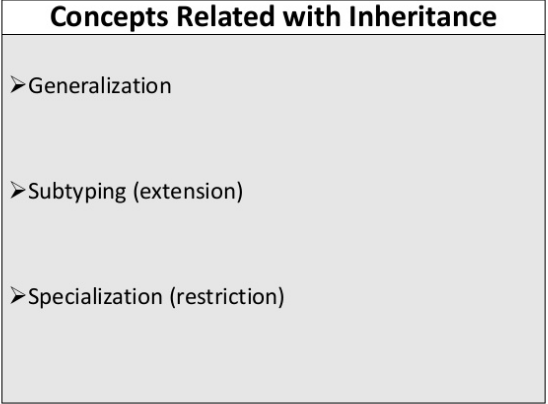 Concepts Related with Inheritance
➢Generalization
➢Subtyping (extension)
➢Specialization (restriction)